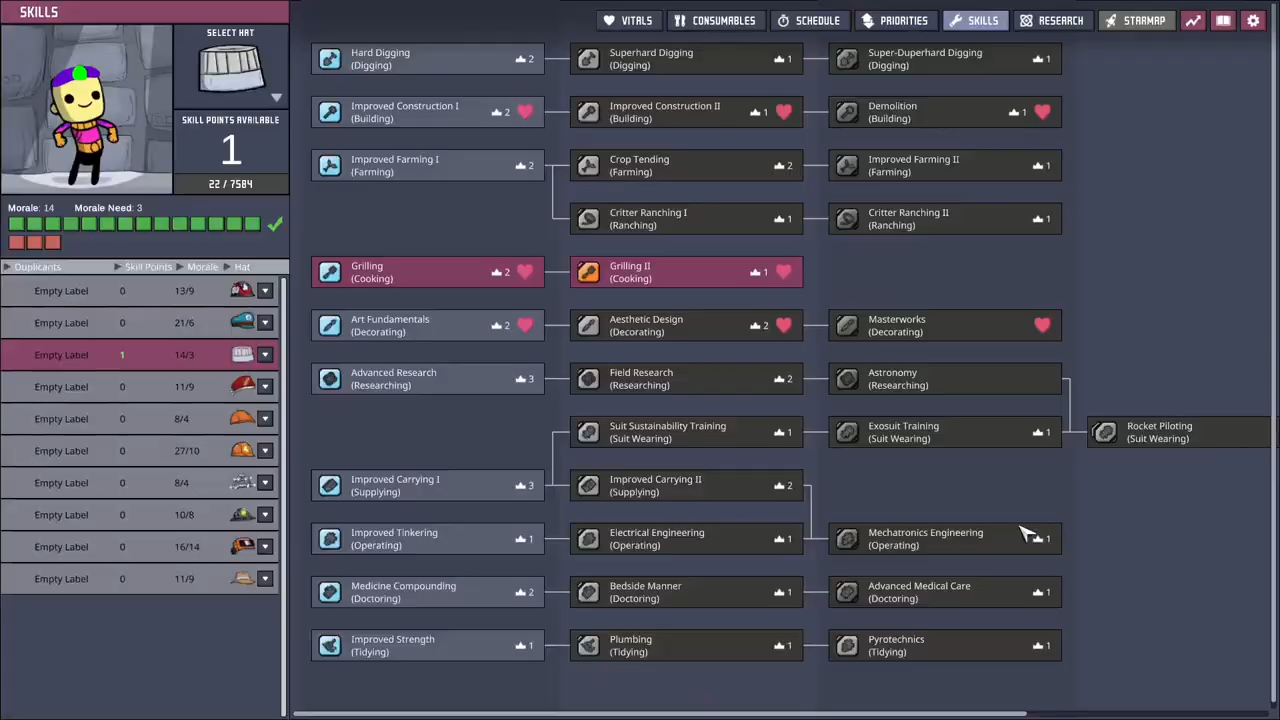 SKILLS
VITALS
CONSUMABLES
SCHEDULE
PRIORITIES
SKILLS
RESEARCH
STARMAP
SELECT HAT
SKILL POINTS AVAILABLE
1
22 / 7584
Morale: 14
Morale Need: 3
Duplicants
Skill Points
Morale
Hat
Empty Label 0 13/9
Empty Label 0 21/6
Empty Label 1 14/3
Empty Label 0 11/9
Empty Label 0 8/4
Empty Label 0 27/10
Empty Label 0 8/4
Empty Label 0 10/8
Empty Label 0 16/14
Empty Label 0 11/9
Hard Digging
(Digging)
2
Superhard Digging
(Digging)
1
Super-Duperhard Digging
(Digging)
1
Improved Construction I
(Building)
2
Improved Construction II
(Building)
1
Demolition
(Building)
1
Improved Farming I
(Farming)
2
Crop Tending
(Farming)
2
Improved Farming II
(Farming)
1
Critter Ranching I
(Ranching)
1
Critter Ranching II
(Ranching)
1
Grilling
(Cooking)
2
Grilling II
(Cooking)
1
Art Fundamentals
(Decorating)
2
Aesthetic Design
(Decorating)
2
Masterworks
(Decorating)
Advanced Research
(Researching)
3
Field Research
(Researching)
2
Astronomy
(Researching)
Suit Sustainability Training
(Suit Wearing)
1
Exosuit Training
(Suit Wearing)
1
Rocket Piloting
(Suit Wearing)
Improved Carrying I
(Supplying)
3
Improved Carrying II
(Supplying)
2
Improved Tinkering
(Operating)
1
Electrical Engineering
(Operating)
1
Mechatronics Engineering
(Operating)
1
Medicine Compounding
(Doctoring)
2
Bedside Manner
(Doctoring)
1
Advanced Medical Care
(Doctoring)
1
Improved Strength
(Tidying)
1
Plumbing
(Tidying)
1
Pyrotechnics
(Tidying)
1